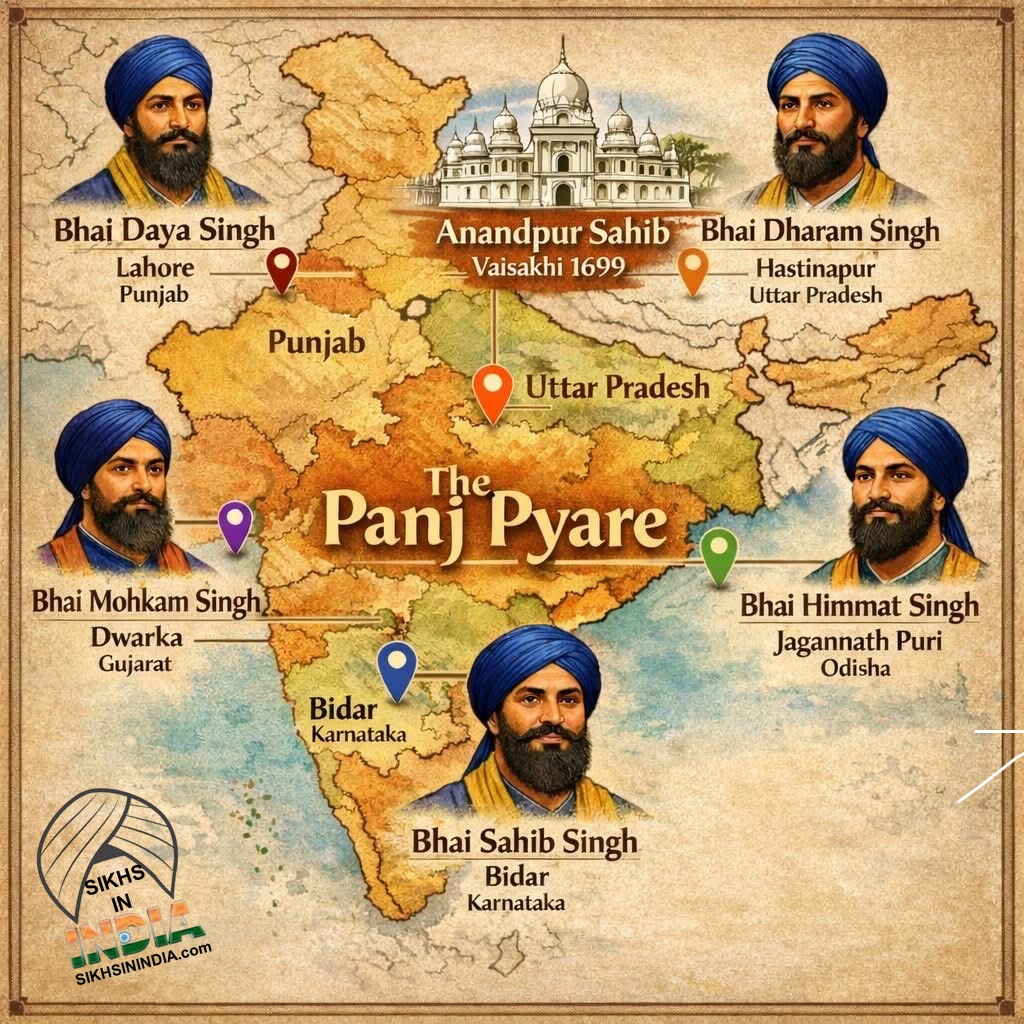 Bhai Daya Singh
Lahore
Punjab
Anandpur Sahib
Vaisakhi 1699
Bhai Dharam Singh
Hastinapur
Uttar Pradesh
Punjab
Uttar Pradesh
The
Panj Pyare
Bhai Mohkam Singh
Dwarka
Gujarat
Bhai Himmat Singh
Jagannath Puri
Odisha
Bidar
Karnataka
Bhai Sahib Singh
Bidar
Karnataka
SIKHS
IN
INDIA
SIKHSININDIA.com